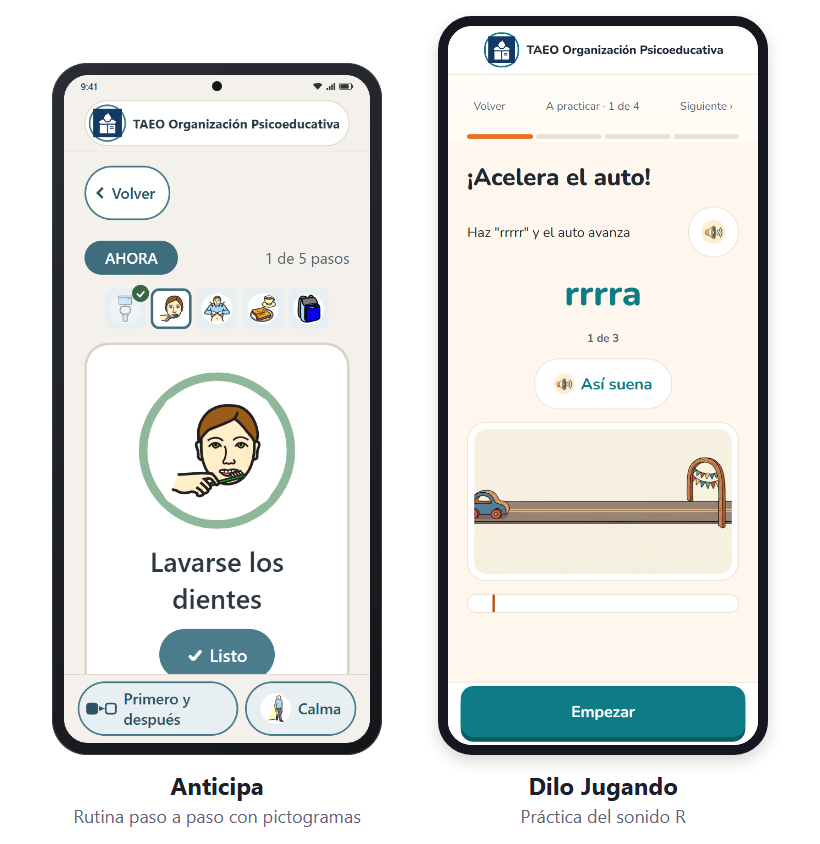 9:41
TAEO Organización Psicoeducativa
Volver
AHORA
1 de 5 pasos
Lavarse los
dientes
Listo
Primero y
después
Calma
Anticipa
Rutina paso a paso con pictogramas
TAEO Organización Psicoeducativa
Volver
A practicar · 1 de 4
Siguiente ›
¡Acelera el auto!
Haz "rrrrr" y el auto avanza
rrrra
1 de 3
Así suena
Empezar
Dilo Jugando
Práctica del sonido R